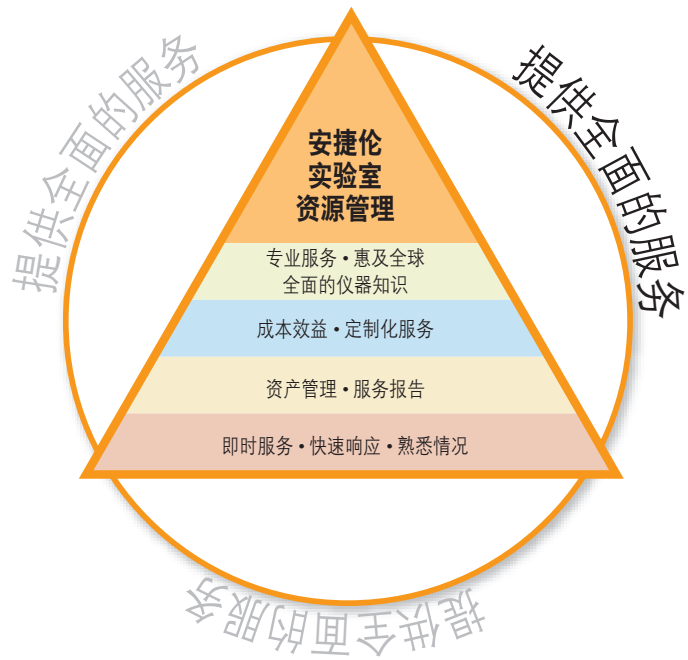 提供全面的服务
提供全面的服务
安捷伦
实验室
资源管理
专业服务 • 惠及全球
全面的仪器知识
成本效益 • 定制化服务
资产管理 • 服务报告
即时服务 • 快速响应 • 熟悉情况
提供全面的服务